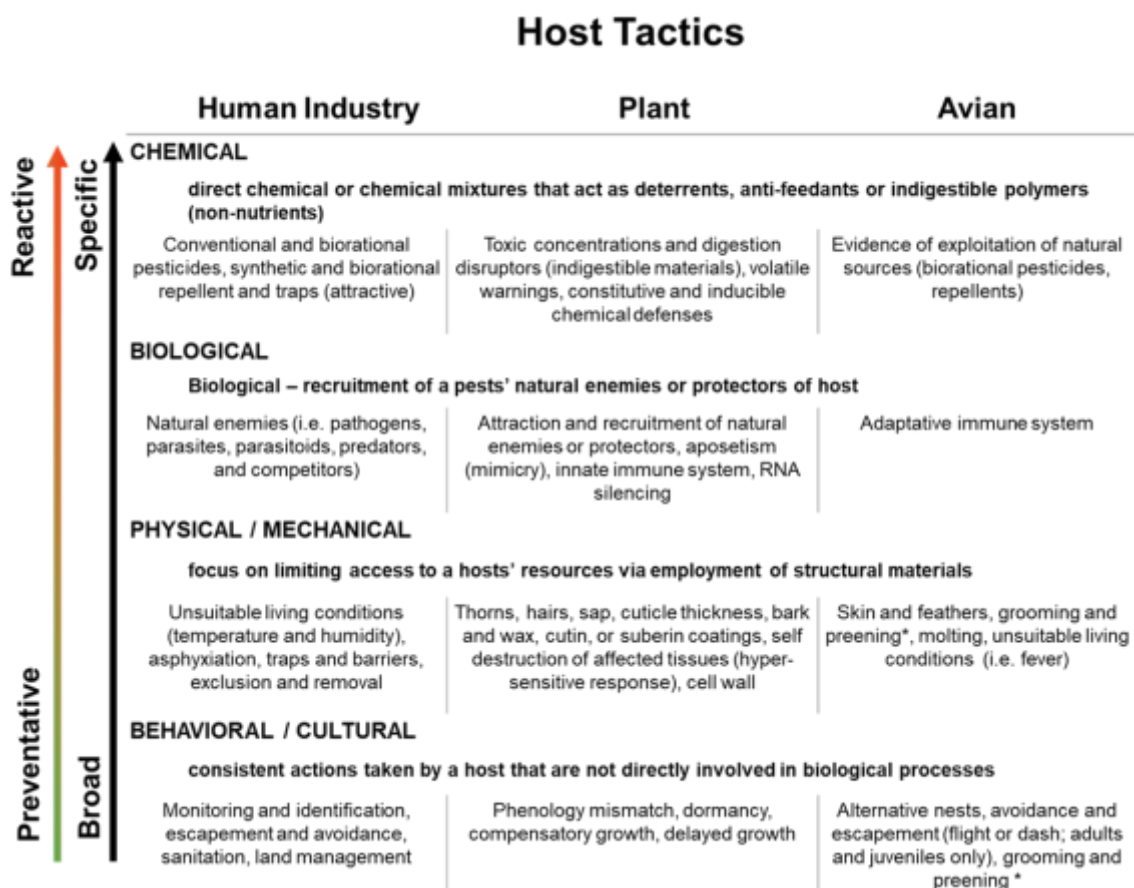 Host Tactics
Human Industry Plant Avian
Reactive
Specific
Preventative
Broad
CHEMICAL
direct chemical or chemical mixtures that act as deterrents, anti-feedants or indigestible polymers
(non-nutrients)
Conventional and biorational
pesticides, synthetic and biorational
repellent and traps (attractive)
Toxic concentrations and digestion
disruptors (indigestible materials), volatile
warnings, constitutive and inducible
chemical defenses
Evidence of exploitation of natural
sources (biorational pesticides,
repellents)
BIOLOGICAL
Biological – recruitment of a pests' natural enemies or protectors of host
Natural enemies (i.e. pathogens,
parasites, parasitoids, predators,
and competitors)
Attraction and recruitment of natural
enemies or protectors, aposetism
(mimicry), innate immune system, RNA
silencing
Adaptative immune system
PHYSICAL / MECHANICAL
focus on limiting access to a hosts' resources via employment of structural materials
Unsuitable living conditions
(temperature and humidity),
asphyxiation, traps and barriers,
exclusion and removal
Thorns, hairs, sap, cuticle thickness, bark
and wax, cutin, or suberin coatings, self
destruction of affected tissues (hyper-
sensitive response), cell wall
Skin and feathers, grooming and
preening*, molting, unsuitable living
conditions (i.e. fever)
BEHAVIORAL / CULTURAL
consistent actions taken by a host that are not directly involved in biological processes
Monitoring and identification,
escapement and avoidance,
sanitation, land management
Phenology mismatch, dormancy,
compensatory growth, delayed growth
Alternative nests, avoidance and
escapement (flight or dash; adults
and juveniles only), grooming and
preening *